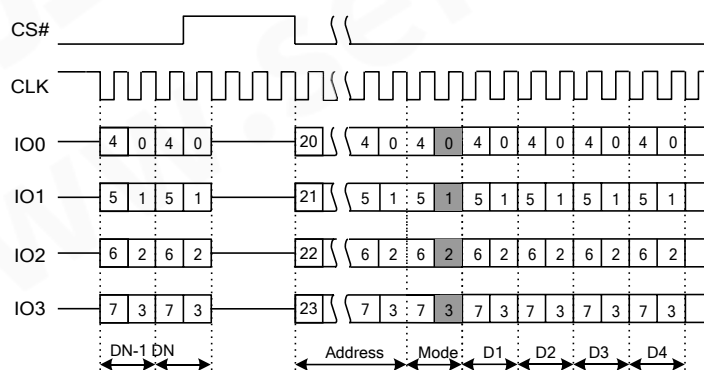 CS#
CLK
IO0 4 0 4 0 20 4 0 4 0 4 0 4 0 4 0 4 0
IO1 5 1 5 1 21 5 1 5 1 5 1 5 1 5 1 5 1
IO2 6 2 6 2 22 6 2 6 2 6 2 6 2 6 2 6 2
IO3 7 3 7 3 23 7 3 7 3 7 3 7 3 7 3 7 3
DN-1 DN Address Mode D1 D2 D3 D4